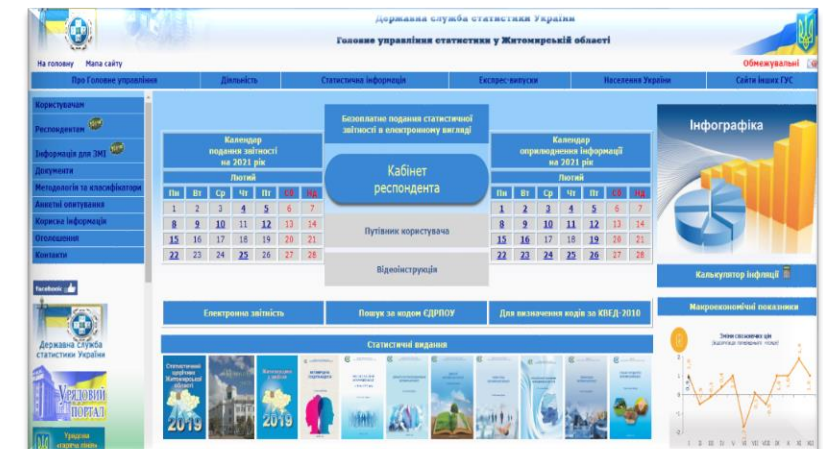 Державна служба статистики України
Головне управління статистики у Житомирській області
На головну Мапа сайту
Обмежувальні
Про Головне управління Діяльність Статистична інформація Експрес-випуски Населення України Сайти інших ГУС
Користувачам
Респондентам
Інформація для ЗМІ
Документи
Методологія та класифікатори
Анкетні опитування
Корисна інформація
Оголошення
Контакти
facebook
Державна служба
статистики України
Урядовий
портал
Урядова
«гаряча лінія»
Календар
подання звітності
на 2021 рік
Лютий
Пн Вт Ср Чт Пт Сб Нд
1 2 3 4 5 6 7
8 9 10 11 12 13 14
15 16 17 18 19 20 21
22 23 24 25 26 27 28
Безоплатне подання статистичної
звітності в електронному вигляді
Кабінет
респондента
Путівник користувача
Відеоінструкція
Календар
оприлюднення інформації
на 2021 рік
Лютий
Пн Вт Ср Чт Пт Сб Нд
1 2 3 4 5 6 7
8 9 10 11 12 13 14
15 16 17 18 19 20 21
22 23 24 25 26 27 28
Електронна звітність Пошук за кодом ЄДРПОУ Для визначення кодів за КВЕД-2010
Статистичні видання
2019
2019
Інфографіка
Калькулятор інфляції
Макроекономічні показники